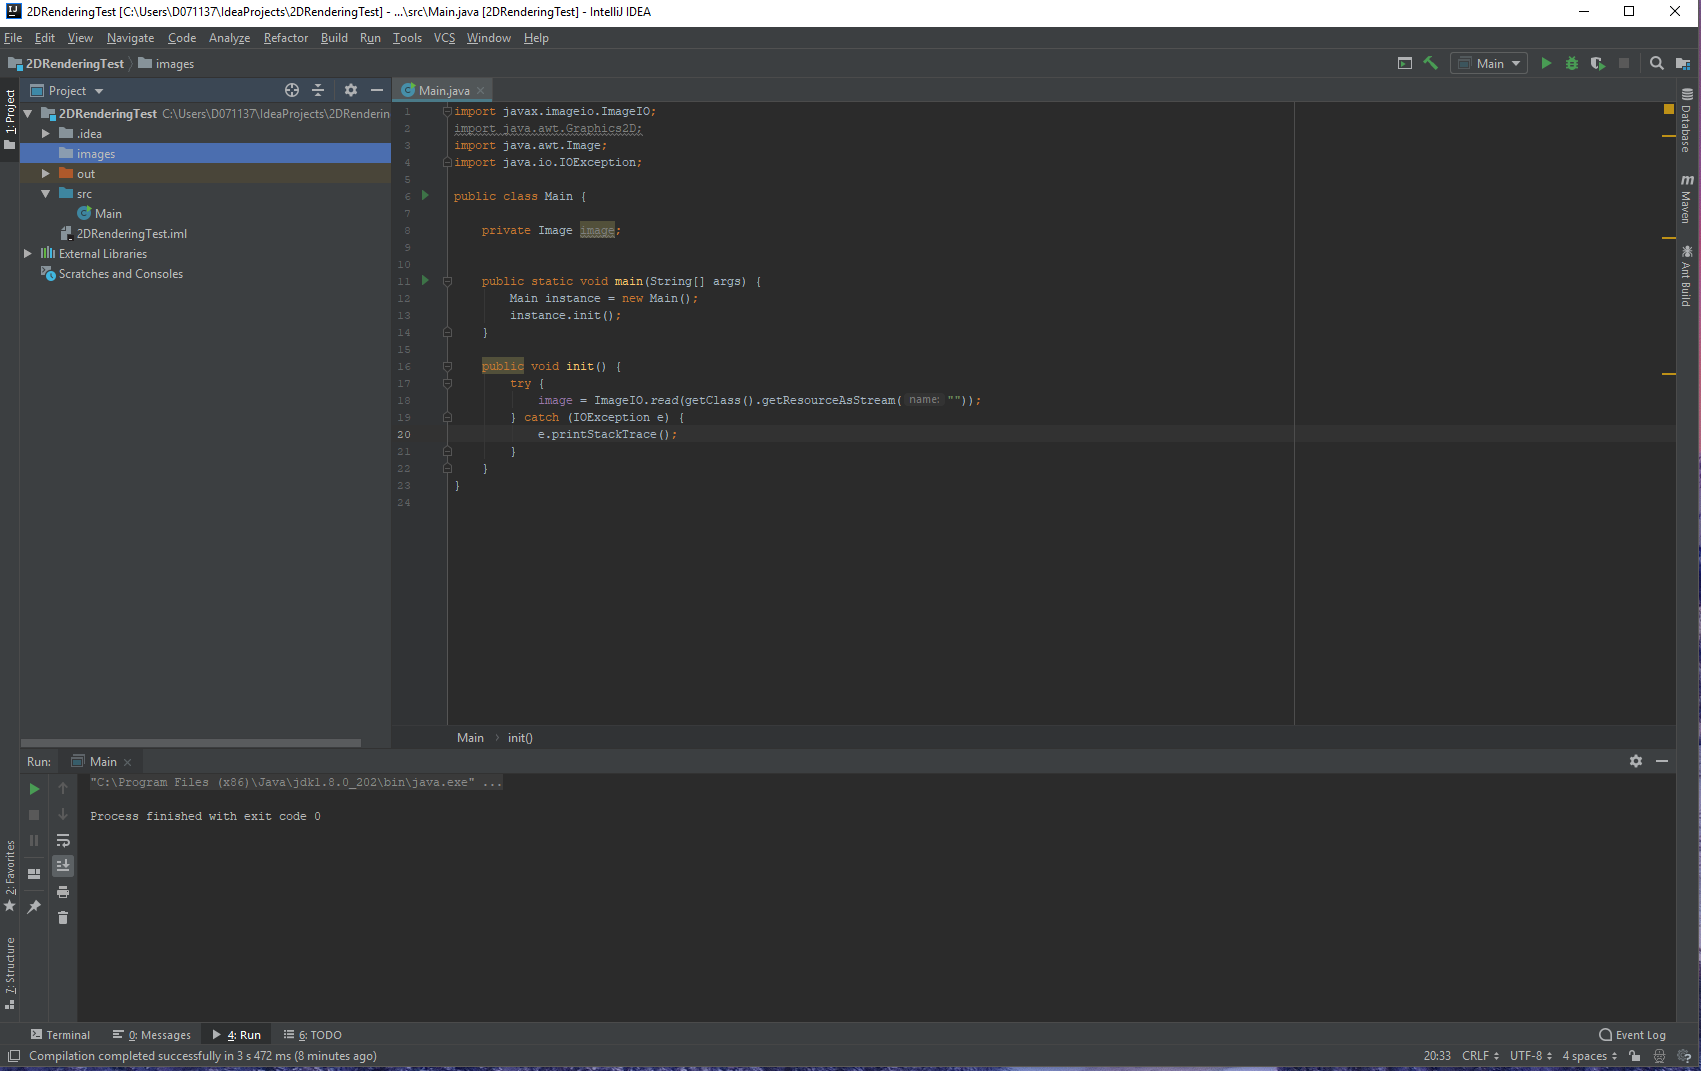 2DRenderingTest [C:\Users\D071137\IdeaProjects\2DRenderingTest] - ...\src\Main.java [2DRenderingTest] - IntelliJ IDEA
File Edit View Navigate Code Analyze Refactor Build Run Tools VCS Window Help
2DRenderingTest images
Main
1: Project
Project
2DRenderingTest C:\Users\D071137\IdeaProjects\2DRenderin
.idea
images
out
src
Main
2DRenderingTest.iml
External Libraries
Scratches and Consoles
Main.java
1 import javax.imageio.ImageIO;
2 import java.awt.Graphics2D;
3 import java.awt.Image;
4 import java.io.IOException;
5
6 public class Main {
7
8 private Image image;
9
10
11 public static void main(String[] args) {
12 Main instance = new Main();
13 instance.init();
14 }
15
16 public void init() {
17 try {
18 image = ImageIO.read(getClass().getResourceAsStream( name: ""));
19 } catch (IOException e) {
20 e.printStackTrace();
21 }
22 }
23 }
24
Main › init()
Database
Maven
Ant Build
Run: Main
"C:\Program Files (x86)\Java\jdk1.8.0_202\bin\java.exe" ...
Process finished with exit code 0
2: Favorites
7: Structure
Terminal 0: Messages 4: Run 6: TODO Event Log
Compilation completed successfully in 3 s 472 ms (8 minutes ago) 20:33 CRLF UTF-8 4 spaces